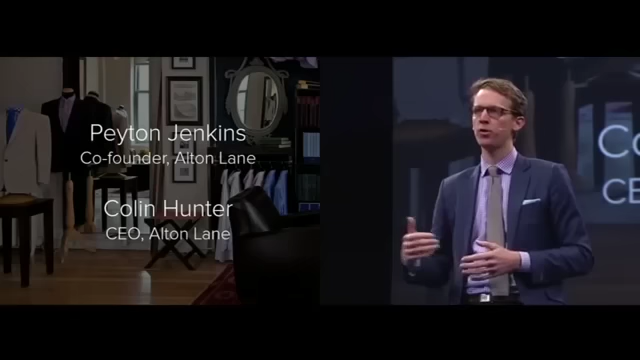 Peyton Jenkins
Co-founder, Alton Lane
Colin Hunter
CEO, Alton Lane